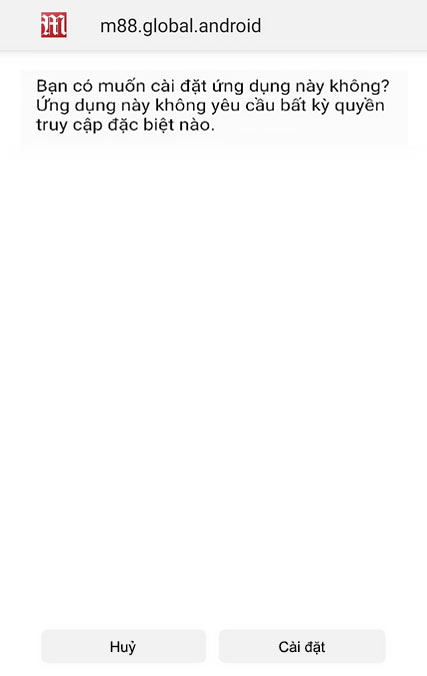 M m88.global.android
Bạn có muốn cài đặt ứng dụng này không?
Ứng dụng này không yêu cầu bất kỳ quyền
truy cập đặc biệt nào.
Huỷ Cài đặt